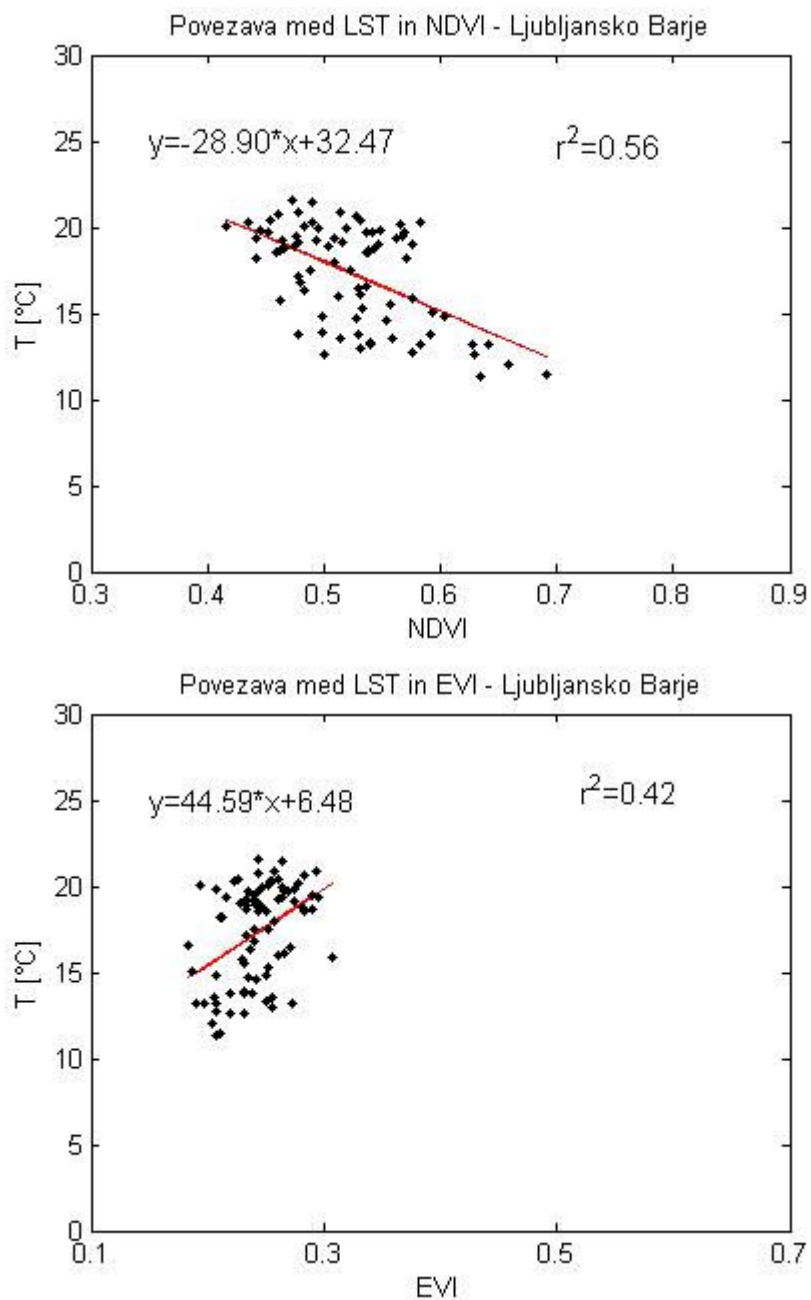 Povezava med LST in NDVI - Ljubljansko Barje
30
y=-28.90*x+32.47 r²=0.56
25
20
15
T [°C]
10
5
0
0.3 0.4 0.5 0.6 0.7 0.8 0.9
NDVI
Povezava med LST in EVI - Ljubljansko Barje
30
y=44.59*x+6.48 r²=0.42
25
20
15
T [°C]
10
5
0
0.1 0.3 0.5 0.7
EVI